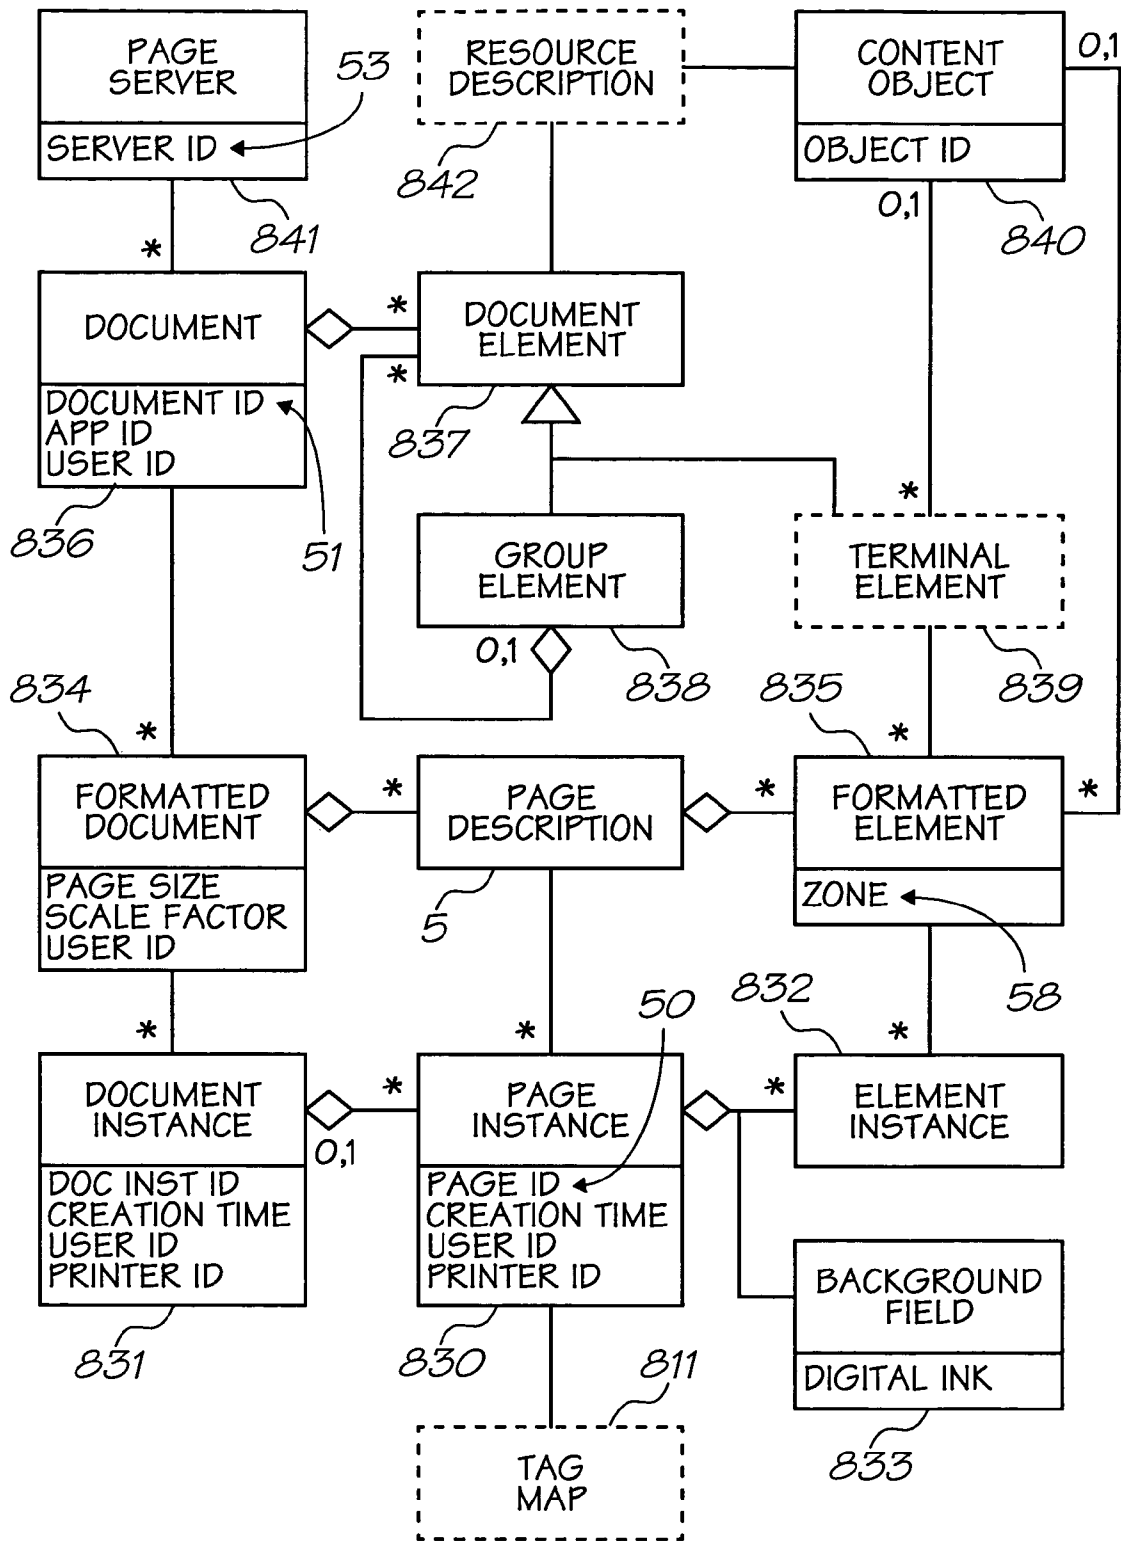 PAGE
SERVER
SERVER ID
53
841
*
RESOURCE
DESCRIPTION
842
CONTENT
OBJECT
0,1
OBJECT ID
0,1
840
DOCUMENT
DOCUMENT ID
APP ID
USER ID
836
51
*
*
DOCUMENT
ELEMENT
837
GROUP
ELEMENT
0,1
838
*
TERMINAL
ELEMENT
839
834
*
FORMATTED
DOCUMENT
PAGE SIZE
SCALE FACTOR
USER ID
*
PAGE
DESCRIPTION
5
835
*
*
*
FORMATTED
ELEMENT
ZONE
58
*
DOCUMENT
INSTANCE
0,1
DOC INST ID
CREATION TIME
USER ID
PRINTER ID
831
*
*
50
PAGE
INSTANCE
PAGE ID
CREATION TIME
USER ID
PRINTER ID
830
832
*
*
ELEMENT
INSTANCE
BACKGROUND
FIELD
DIGITAL INK
833
811
TAG
MAP